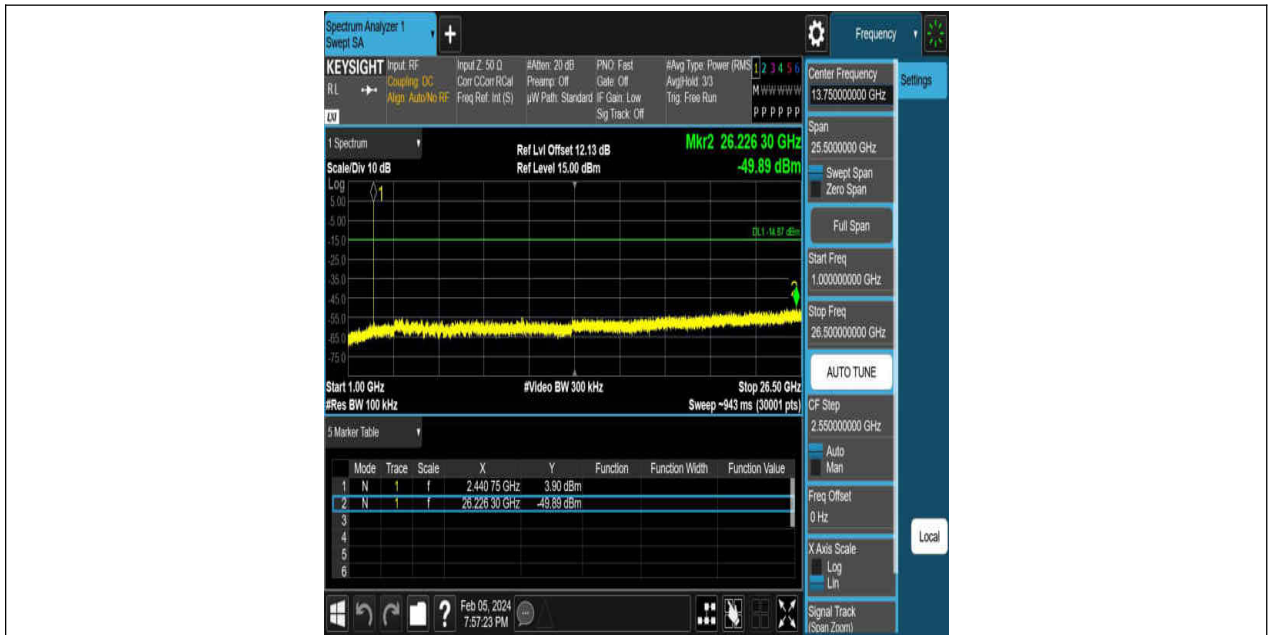 Spectrum Analyzer 1
Swept SA
+
Frequency
KEYSIGHT Input: RF Input Z: 50 Ω #Atten: 20 dB PNO: Fast #Avg Type: Power (RMS 1 2 3 4 5 6
RL Coupling: DC Corr CCorr RCal Preamp: Off Gate: Off Avg|Hold: 3/3 M W W W W W
Align: Auto/No RF Freq Ref: Int (S) µW Path: Standard IF Gain: Low Trig: Free Run
LXI Sig Track: Off P P P P P P
1 Spectrum
Ref Lvl Offset 12.13 dB Mkr2 26.226 30 GHz
Scale/Div 10 dB Ref Level 15.00 dBm -49.89 dBm
Log
1
5.00
-5.00
DL1 -14.87 dBm
-15.0
-25.0
-35.0
2
-45.0
-55.0
-65.0
-75.0
Start 1.00 GHz #Video BW 300 kHz Stop 26.50 GHz
#Res BW 100 kHz Sweep ~943 ms (30001 pts)
5 Marker Table
Mode Trace Scale X Y Function Function Width Function Value
1 N 1 f 2.440 75 GHz 3.90 dBm
2 N 1 f 26.226 30 GHz -49.89 dBm
3
4
5
6
? Feb 05, 2024
7:57:23 PM
Center Frequency
13.750000000 GHz
Settings
Span
25.5000000 GHz
Swept Span
Zero Span
Full Span
Start Freq
1.000000000 GHz
Stop Freq
26.500000000 GHz
AUTO TUNE
CF Step
2.550000000 GHz
Auto
Man
Freq Offset
0 Hz
Local
X Axis Scale
Log
Lin
Signal Track
(Span Zoom)